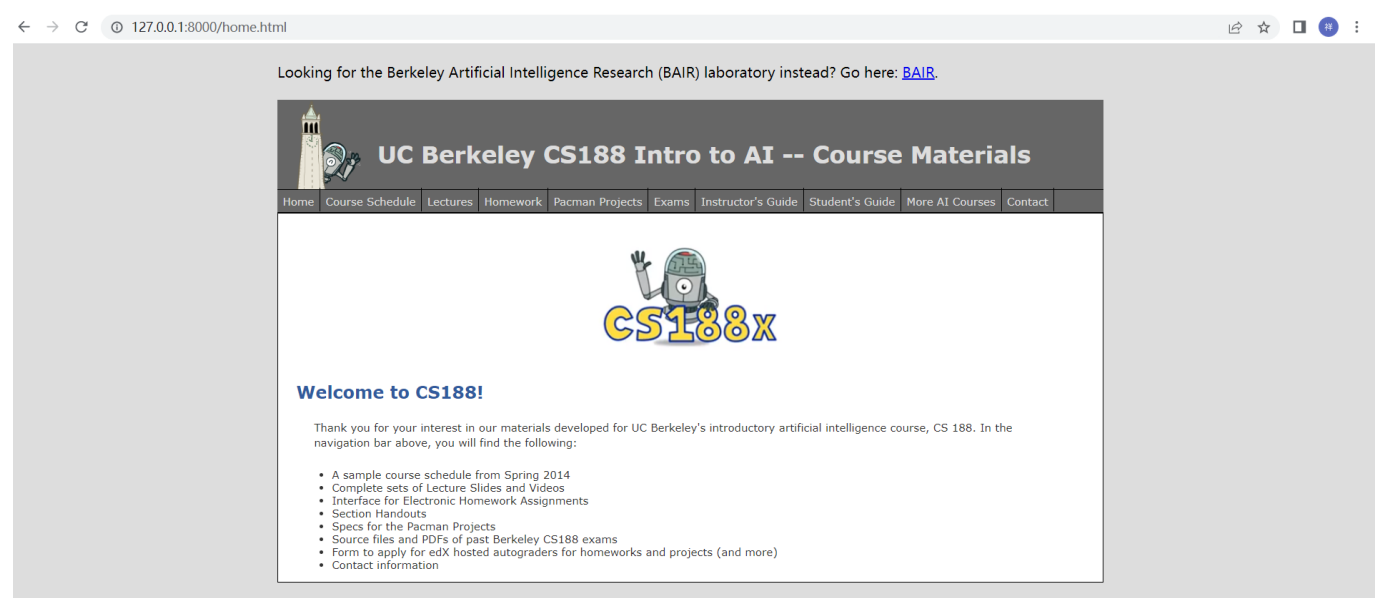 127.0.0.1:8000/home.html
祥
Looking for the Berkeley Artificial Intelligence Research (BAIR) laboratory instead? Go here: BAIR.
UC Berkeley CS188 Intro to AI -- Course Materials
Home Course Schedule Lectures Homework Pacman Projects Exams Instructor's Guide Student's Guide More AI Courses Contact
CS188x
Welcome to CS188!
Thank you for your interest in our materials developed for UC Berkeley's introductory artificial intelligence course, CS 188. In the
navigation bar above, you will find the following:
• A sample course schedule from Spring 2014
• Complete sets of Lecture Slides and Videos
• Interface for Electronic Homework Assignments
• Section Handouts
• Specs for the Pacman Projects
• Source files and PDFs of past Berkeley CS188 exams
• Form to apply for edX hosted autograders for homeworks and projects (and more)
• Contact information